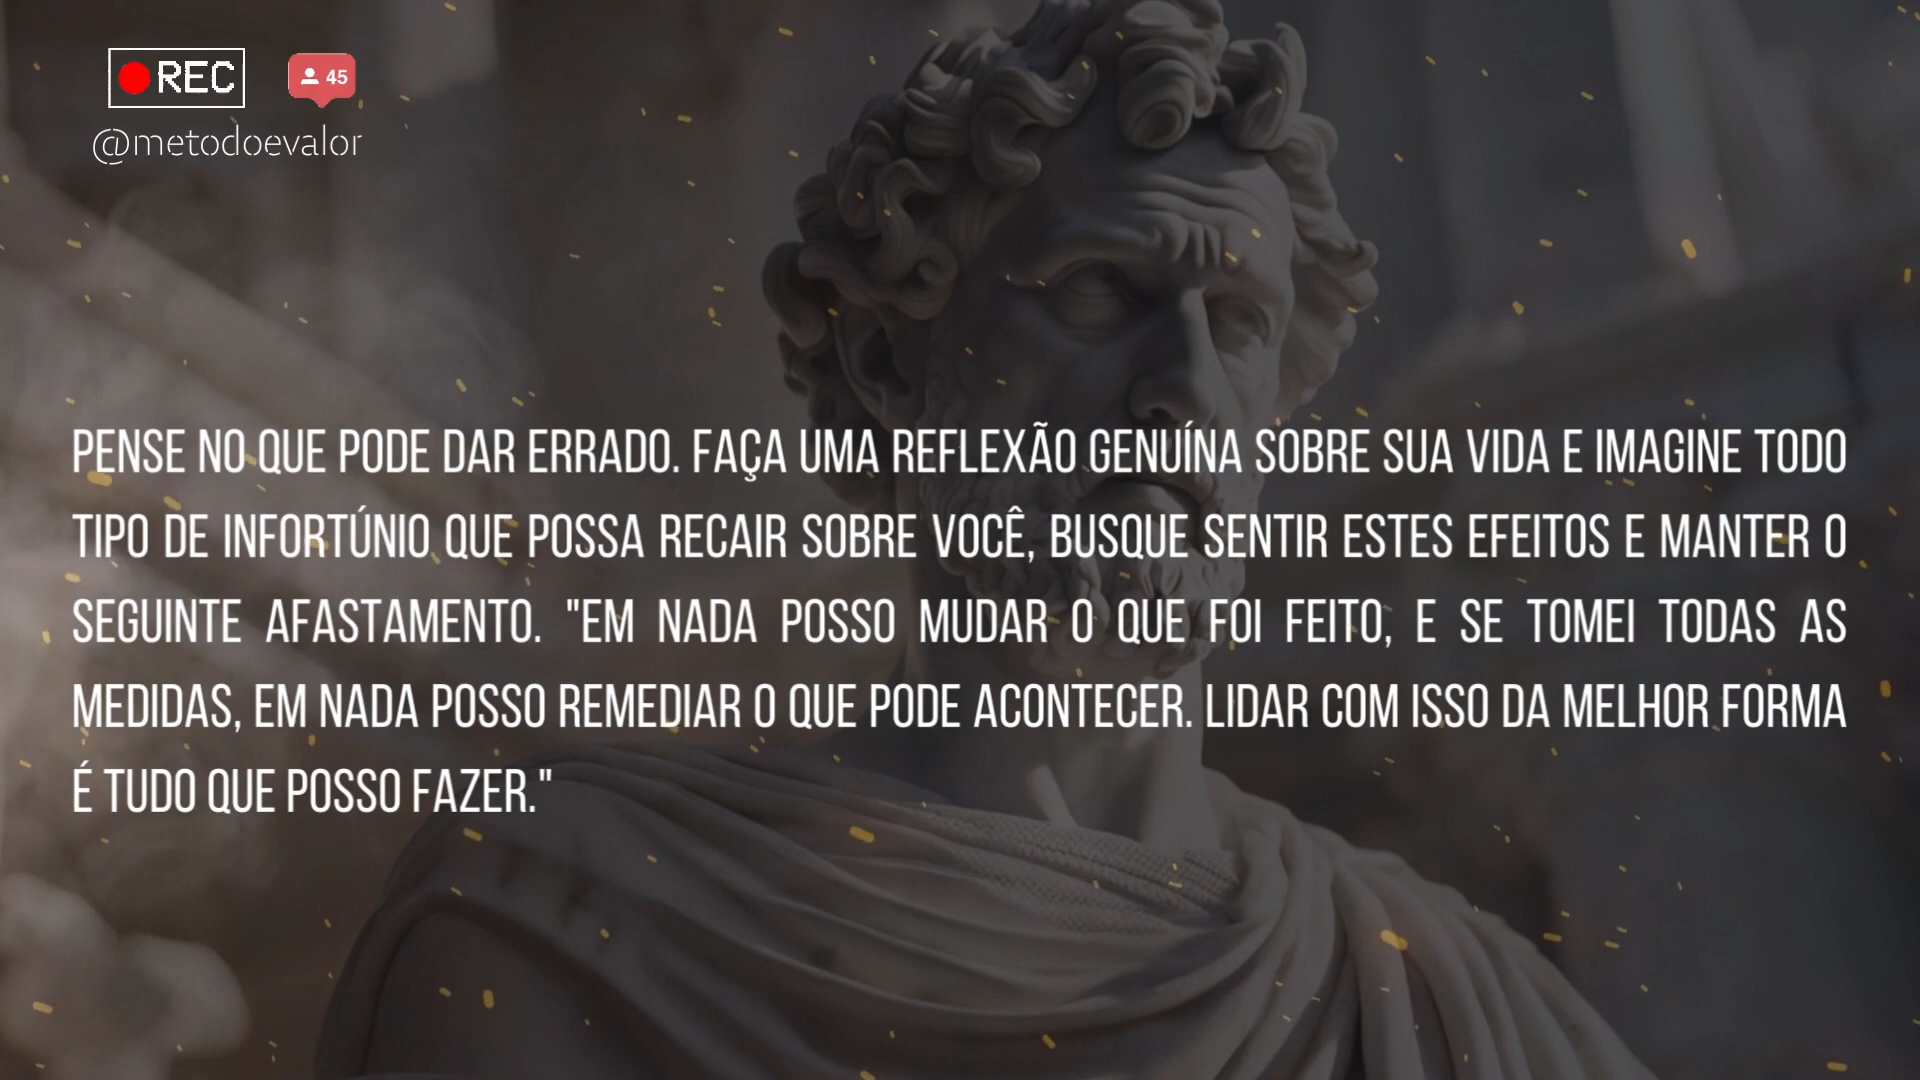 REC
45
@metodoevalor
PENSE NO QUE PODE DAR ERRADO. FAÇA UMA REFLEXÃO GENUÍNA SOBRE SUA VIDA E IMAGINE TODO
TIPO DE INFORTÚNIO QUE POSSA RECAIR SOBRE VOCÊ, BUSQUE SENTIR ESTES EFEITOS E MANTER O
SEGUINTE AFASTAMENTO. "EM NADA POSSO MUDAR O QUE FOI FEITO, E SE TOMEI TODAS AS
MEDIDAS, EM NADA POSSO REMEDIAR O QUE PODE ACONTECER. LIDAR COM ISSO DA MELHOR FORMA
É TUDO QUE POSSO FAZER."